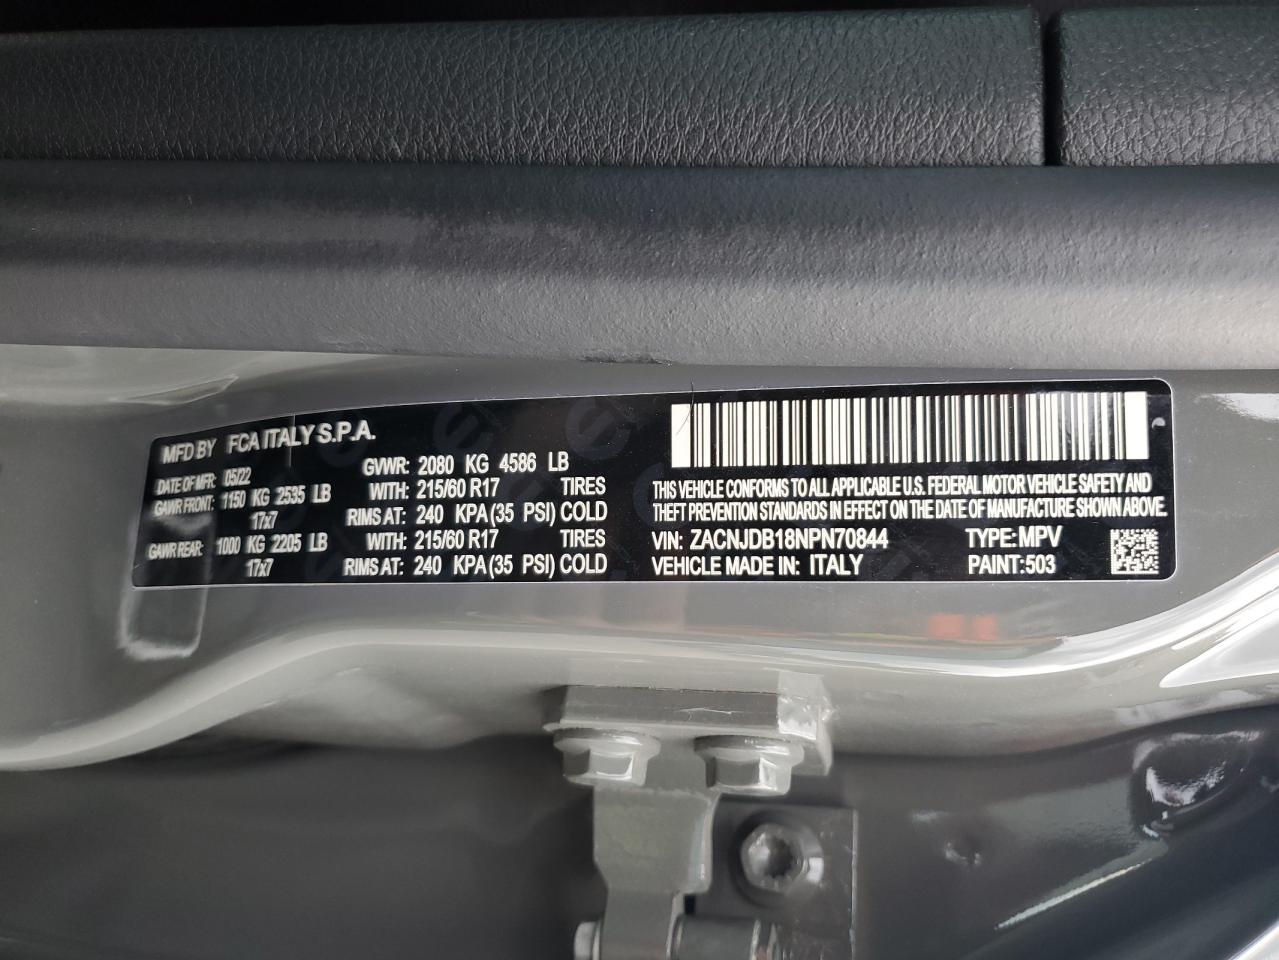 MFD BY FCA ITALY S.P.A.
DATE OF MFR: 05/22 GVWR: 2080 KG 4586 LB
GAWR FRONT: 1150 KG 2535 LB WITH: 215/60 R17 TIRES
17x7 RIMS AT: 240 KPA (35 PSI) COLD
GAWR REAR: 1000 KG 2205 LB WITH: 215/60 R17 TIRES
17x7 RIMS AT: 240 KPA (35 PSI) COLD
THIS VEHICLE CONFORMS TO ALL APPLICABLE U.S. FEDERAL MOTOR VEHICLE SAFETY AND
THEFT PREVENTION STANDARDS IN EFFECT ON THE DATE OF MANUFACTURE SHOWN ABOVE.
VIN: ZACNJDB18NPN70844 TYPE: MPV
VEHICLE MADE IN: ITALY PAINT: 503